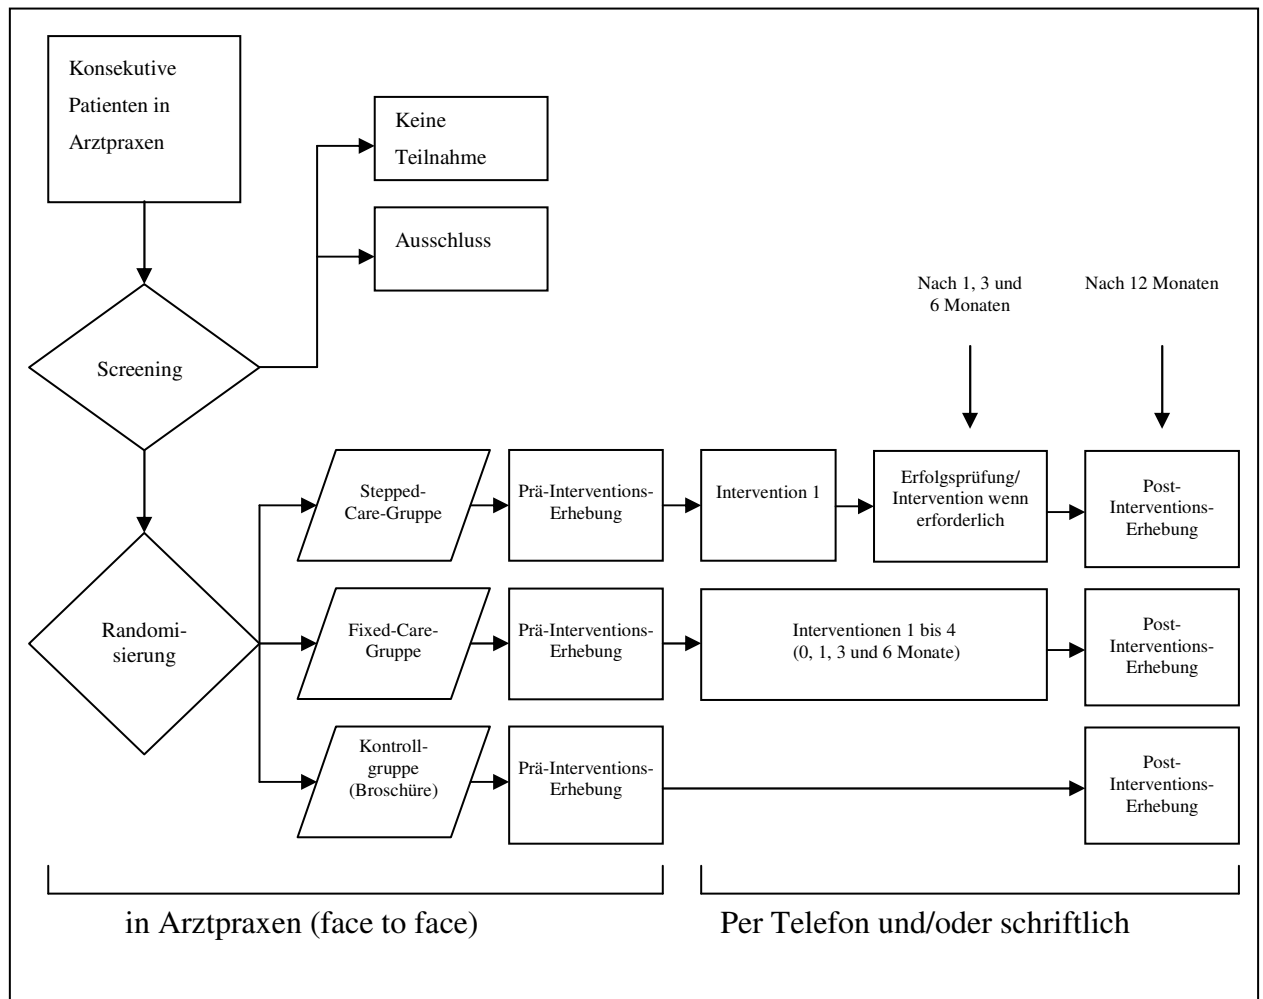 Konsekutive
Patienten in
Arztpraxen
Keine
Teilnahme
Ausschluss
Nach 1, 3 und
6 Monaten
Nach 12 Monaten
Screening
Stepped-
Care-Gruppe
Prä-Interventions-
Erhebung
Intervention 1
Erfolgsprüfung/
Intervention wenn
erforderlich
Post-
Interventions-
Erhebung
Randomi-
sierung
Fixed-Care-
Gruppe
Prä-Interventions-
Erhebung
Interventionen 1 bis 4
(0, 1, 3 und 6 Monate)
Post-
Interventions-
Erhebung
Kontroll-
gruppe
(Broschüre)
Prä-Interventions-
Erhebung
Post-
Interventions-
Erhebung
in Arztpraxen (face to face)
Per Telefon und/oder schriftlich